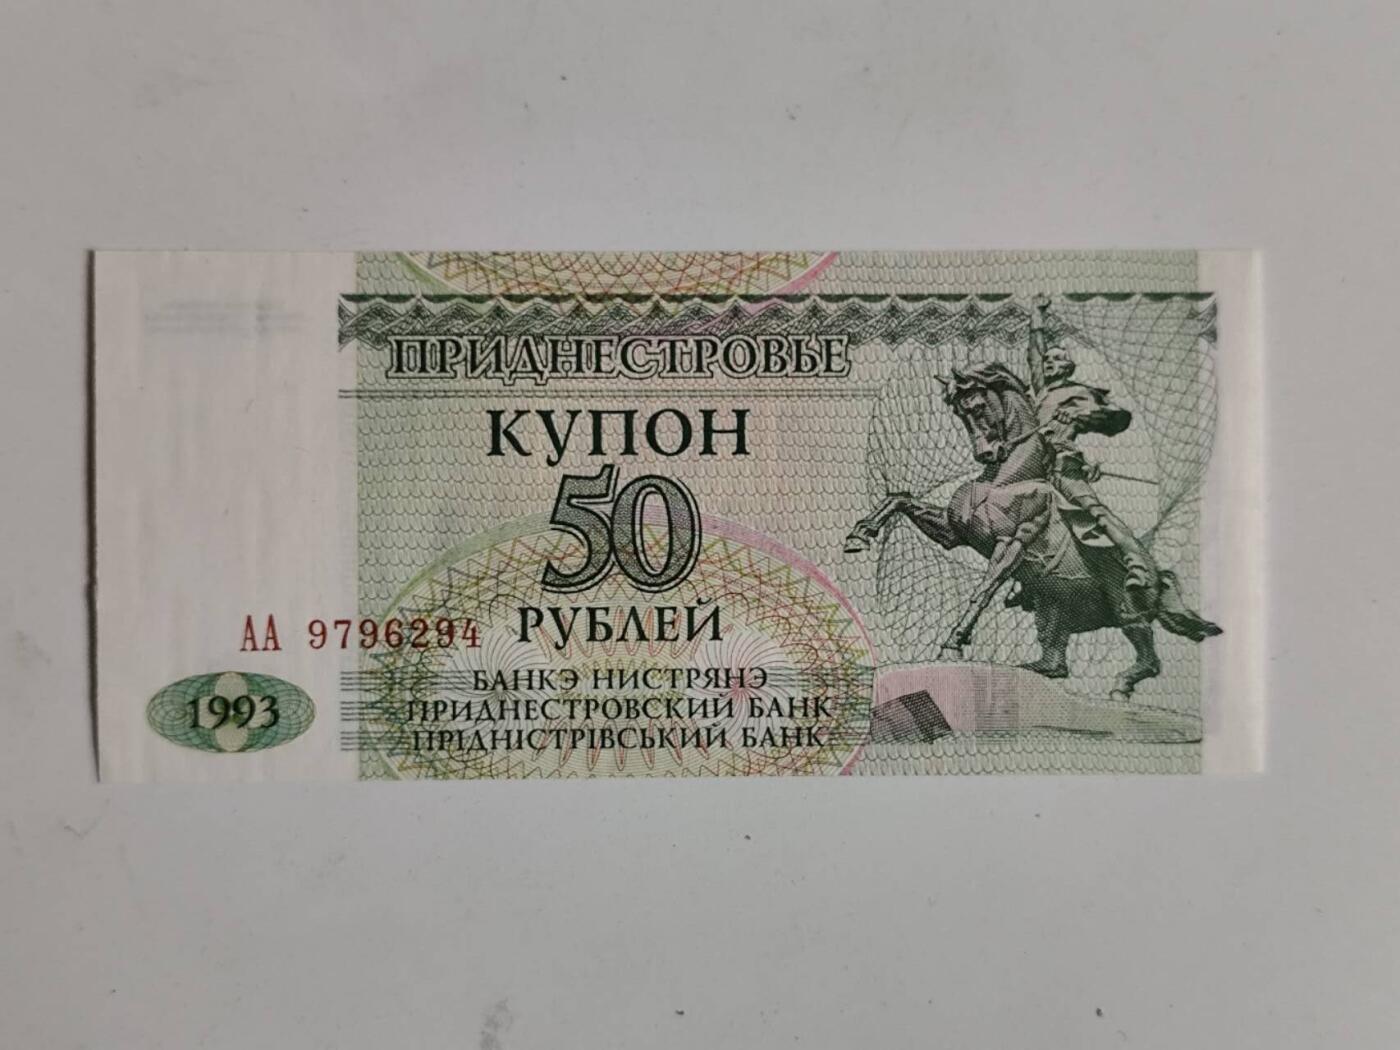 ПРИДНЕСТРОВЬЕ
КУПОН
50
РУБЛЕЙ
АА 9796294
БАНКЭ НИСТРЯНЭ
ПРИДНЕСТРОВСКИЙ БАНК
ПРІДНІСТРІВСЬКИЙ БАНК
1993